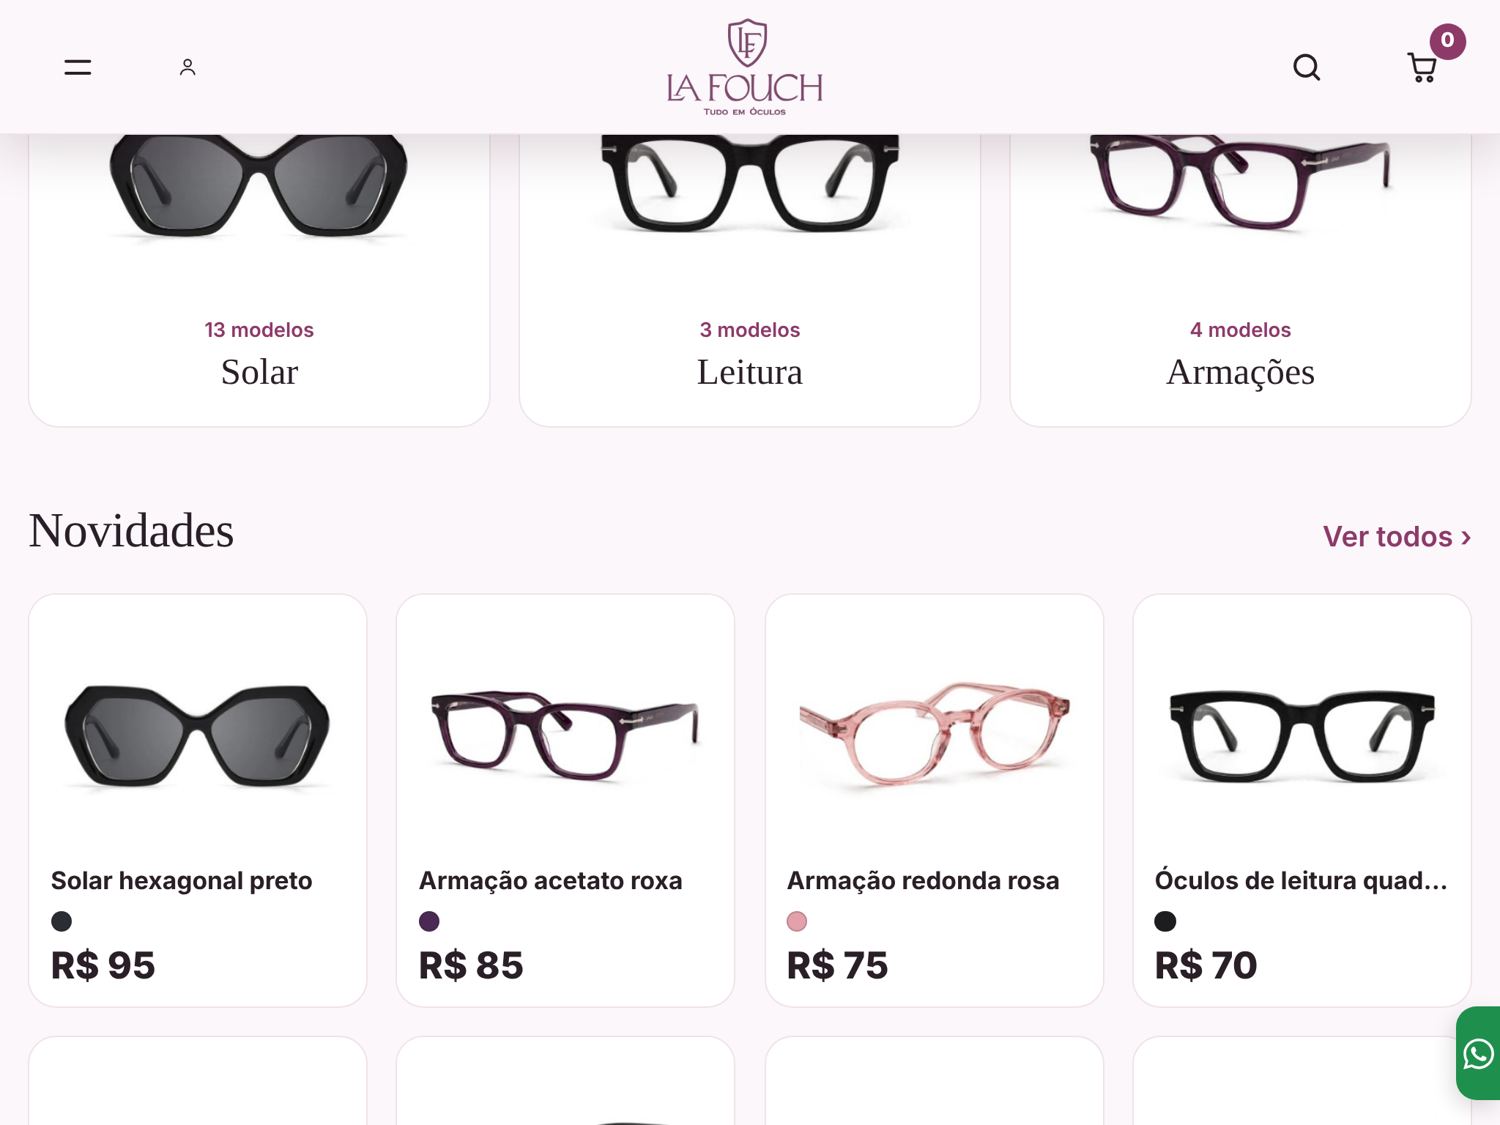 LF
LA FOUCH
TUDO EM ÓCULOS
0
13 modelos
Solar
3 modelos
Leitura
4 modelos
Armações
Novidades
Ver todos ›
Solar hexagonal preto
R$ 95
Armação acetato roxa
R$ 85
Armação redonda rosa
R$ 75
Óculos de leitura quad...
R$ 70